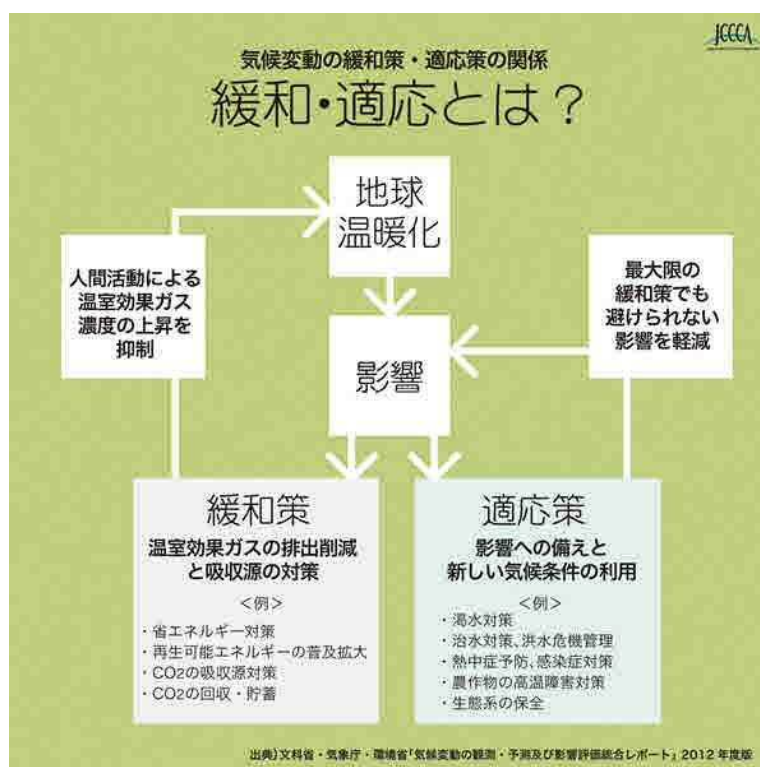 JCCCA
気候変動の緩和策・適応策の関係
緩和・適応とは？
地球
温暖化
人間活動による
温室効果ガス
濃度の上昇を
抑制
最大限の
緩和策でも
避けられない
影響を軽減
影響
緩和策
温室効果ガスの排出削減
と吸収源の対策
＜例＞
・省エネルギー対策
・再生可能エネルギーの普及拡大
・CO2の吸収源対策
・CO2の回収・貯蓄
適応策
影響への備えと
新しい気候条件の利用
＜例＞
・渇水対策
・治水対策、洪水危機管理
・熱中症予防、感染症対策
・農作物の高温障害対策
・生態系の保全
出典)文科省・気象庁・環境省「気候変動の観測・予測及び影響評価統合レポート」2012年度版